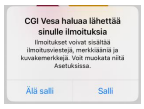 CGI Vesa haluaa lähettää
sinulle ilmoituksia
Ilmoitukset voivat sisältää
ilmoitusviestejä, merkkiääniä ja
kuvakemerkkejä. Voit muokata niitä
Asetuksissa.
Älä salli
Salli